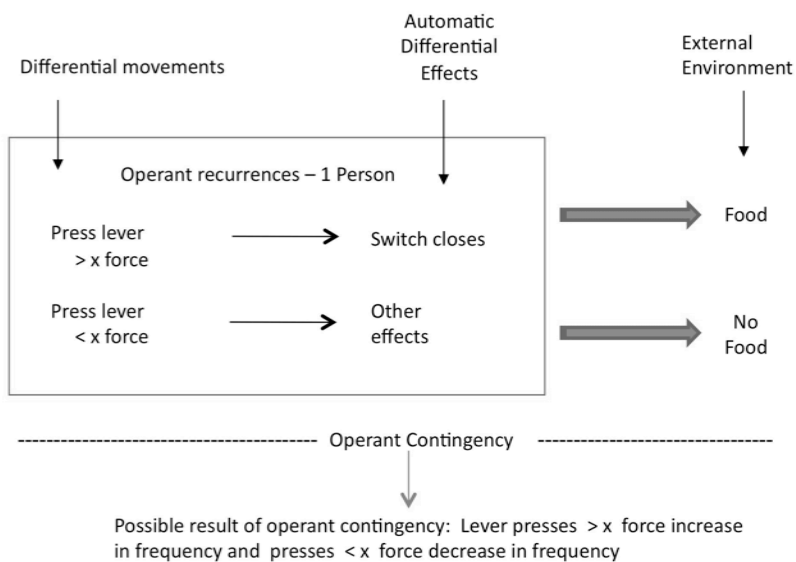 Differential movements
Automatic
Differential
Effects
External
Environment
Operant recurrences – 1 Person
Press lever
> x force
Switch closes
Food
Press lever
< x force
Other
effects
No
Food
Operant Contingency
Possible result of operant contingency: Lever presses > x force increase
in frequency and presses < x force decrease in frequency